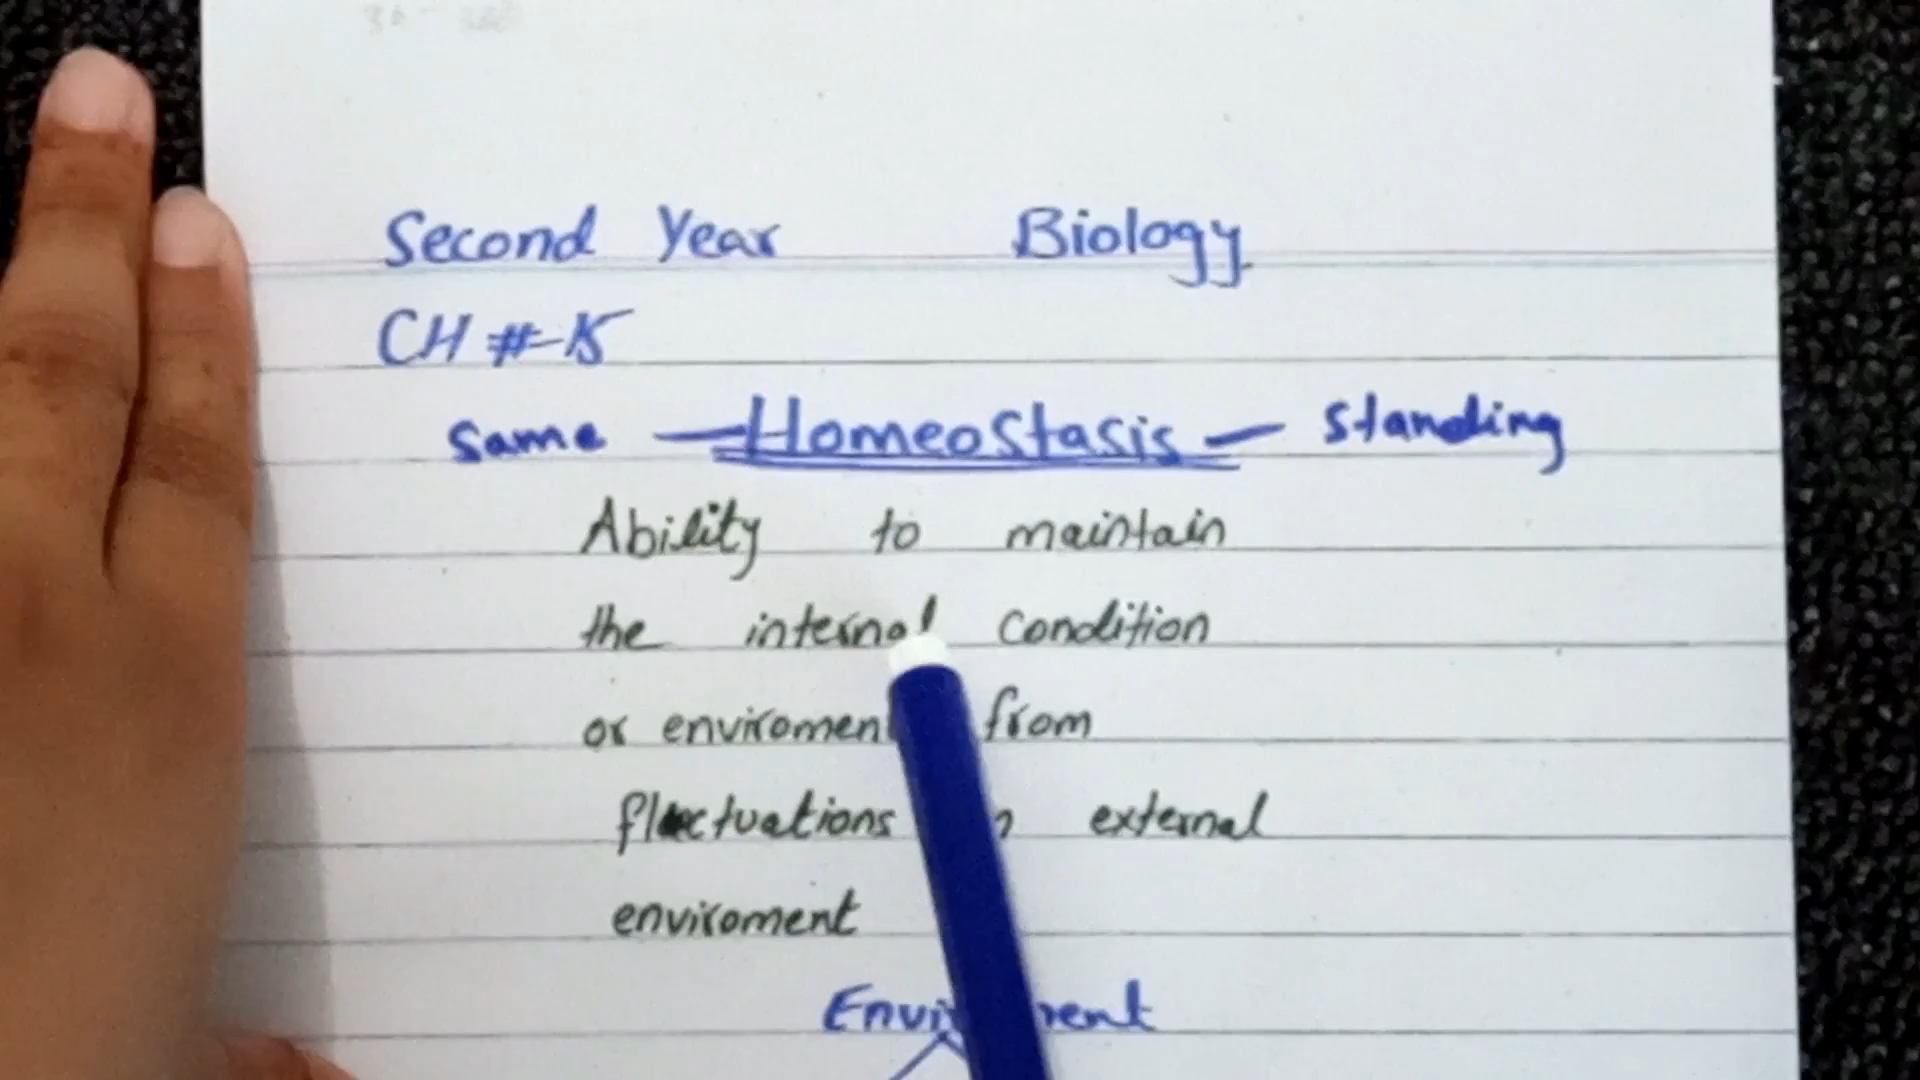 Second Year Biology
CH #-15
Same - Homeostasis - Standing
Ability to maintain
the internal condition
or enviroment from
fluctuations external
enviroment